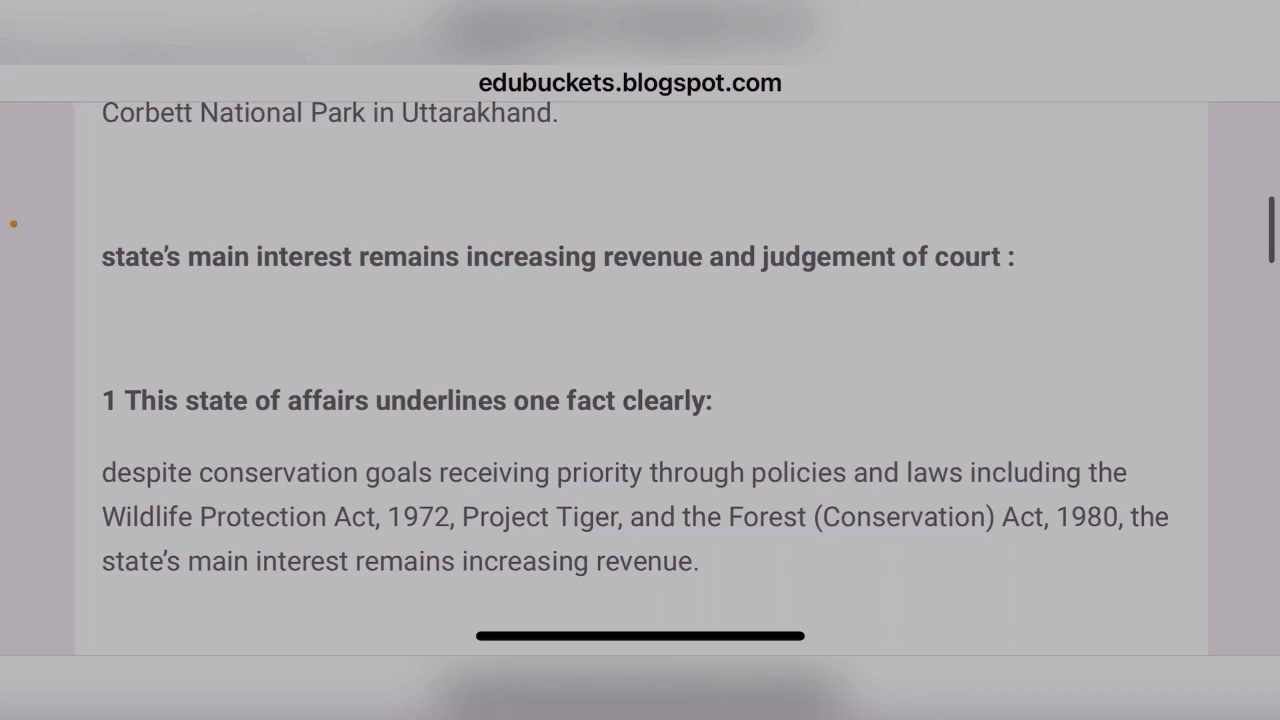 edubuckets.blogspot.com
Corbett National Park in Uttarakhand.
state’s main interest remains increasing revenue and judgement of court :
1 This state of affairs underlines one fact clearly:
despite conservation goals receiving priority through policies and laws including the
Wildlife Protection Act, 1972, Project Tiger, and the Forest (Conservation) Act, 1980, the
state’s main interest remains increasing revenue.